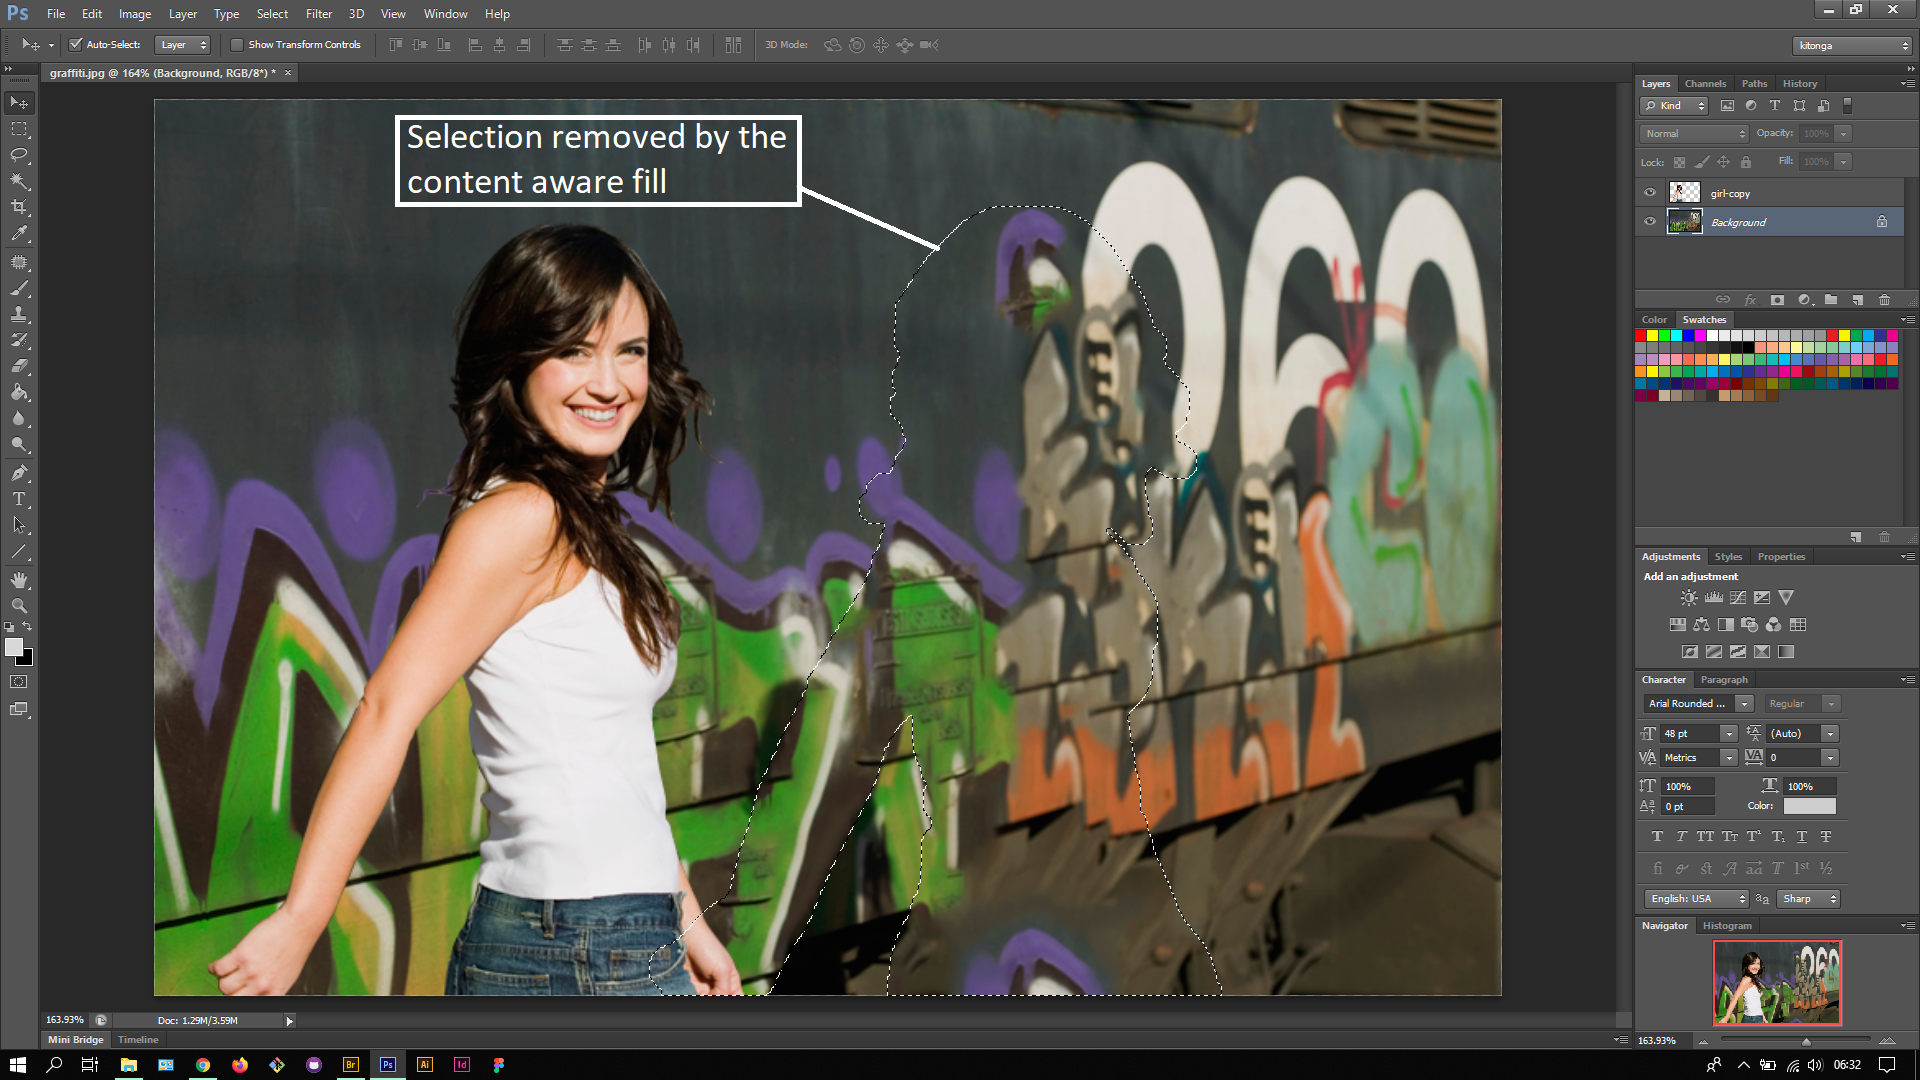 Ps File Edit Image Layer Type Select Filter 3D View Window Help
Auto-Select: Layer Show Transform Controls 3D Mode: kitonga
graffiti.jpg @ 164% (Background, RGB/8*) * ×
Selection removed by the
content aware fill
Layers Channels Paths History
Kind
Normal Opacity: 100%
Lock: Fill: 100%
girl-copy
Background
Color Swatches
Adjustments Styles Properties
Add an adjustment
Character Paragraph
Arial Rounded ... Regular
48 pt (Auto)
Metrics 0
100% 100%
0 pt Color:
English: USA Sharp
Navigator Histogram
163.93% Doc: 1.29M/3.59M
Mini Bridge Timeline
163.93%
Br Ps Ai Id 06:32